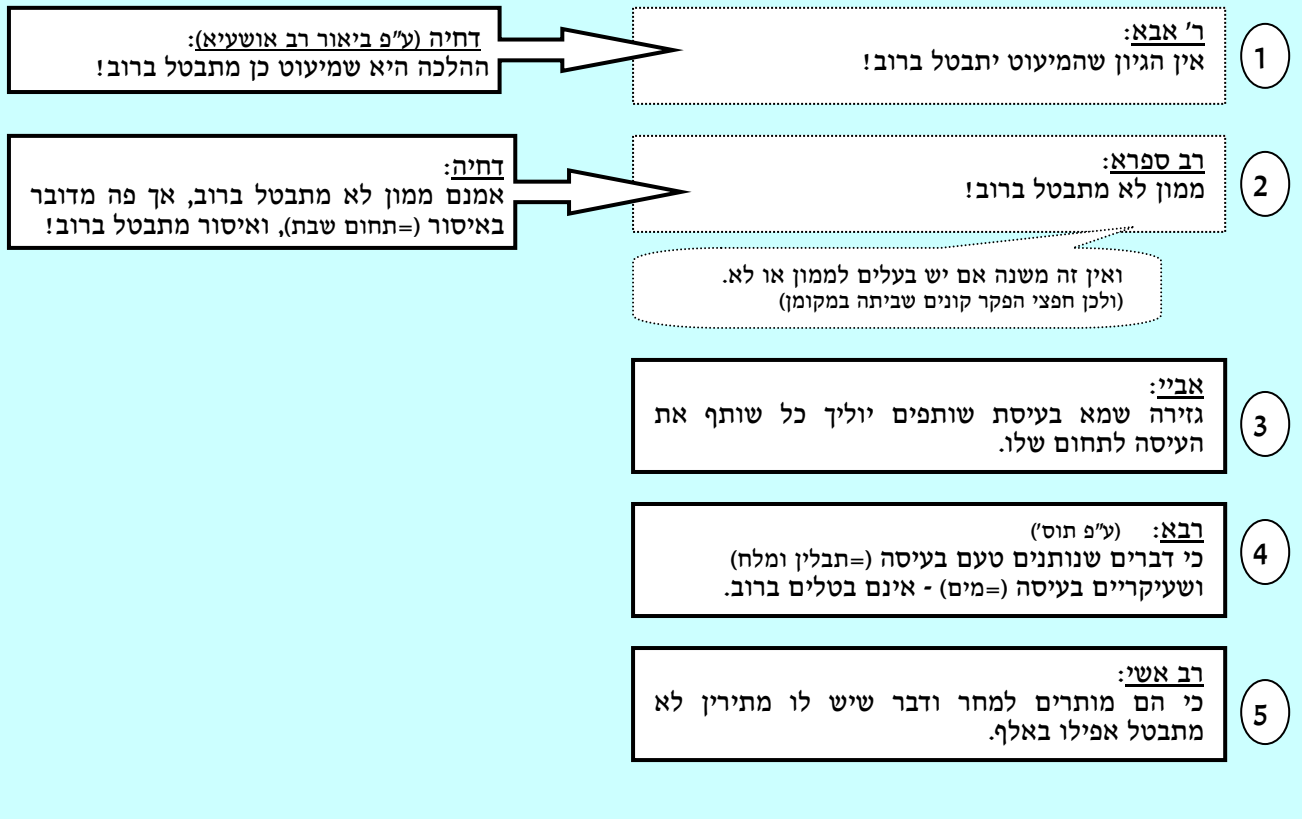 1
ר' אבא:
אין הגיון שהמיעוט יתבטל ברוב!
דחיה (ע"פ ביאור רב אושעיא):
ההלכה היא שמיעוט כן מתבטל ברוב!
2
רב ספרא:
ממון לא מתבטל ברוב!
דחיה:
אמנם ממון לא מתבטל ברוב, אך פה מדובר
באיסור (=תחום שבת), ואיסור מתבטל ברוב!
ואין זה משנה אם יש בעלים לממון או לא.
(ולכן חפצי הפקר קונים שביתה במקומן)
3
אביי:
גזירה שמא בעיסת שותפים יוליך כל שותף את
העיסה לתחום שלו.
4
רבא: (ע"פ תוס')
כי דברים שנותנים טעם בעיסה (=תבלין ומלח)
ושעיקריים בעיסה (=מים) - אינם בטלים ברוב.
5
רב אשי:
כי הם מותרים למחר ודבר שיש לו מתירין לא
מתבטל אפילו באלף.